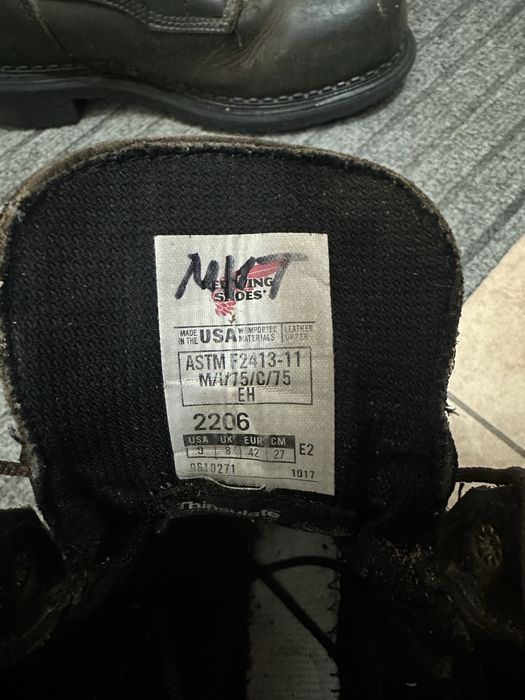 RED WING
SHOES®
MADE IN THE USA W/IMPORTED MATERIALS LEATHER UPPER
ASTM F2413-11
M/I/75/C/75
EH
2206
USA UK EUR CM
9 8 42 27 E2
0610271 1017
Thinsulate